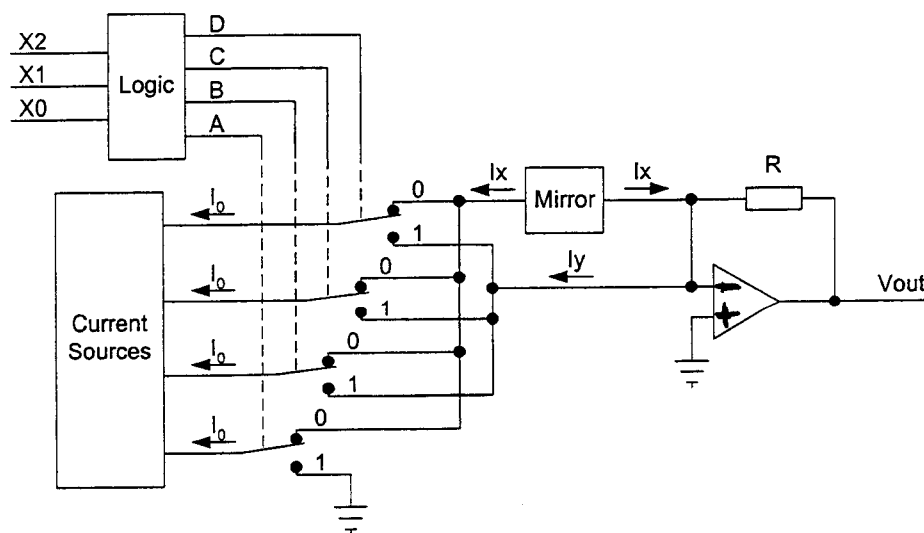 X2
X1
X0
Logic
D
C
B
A
Ix
Mirror
Ix
R
I₀
0
1
Iy
I₀
0
1
Vout
Current
Sources
I₀
0
1
I₀
0
1